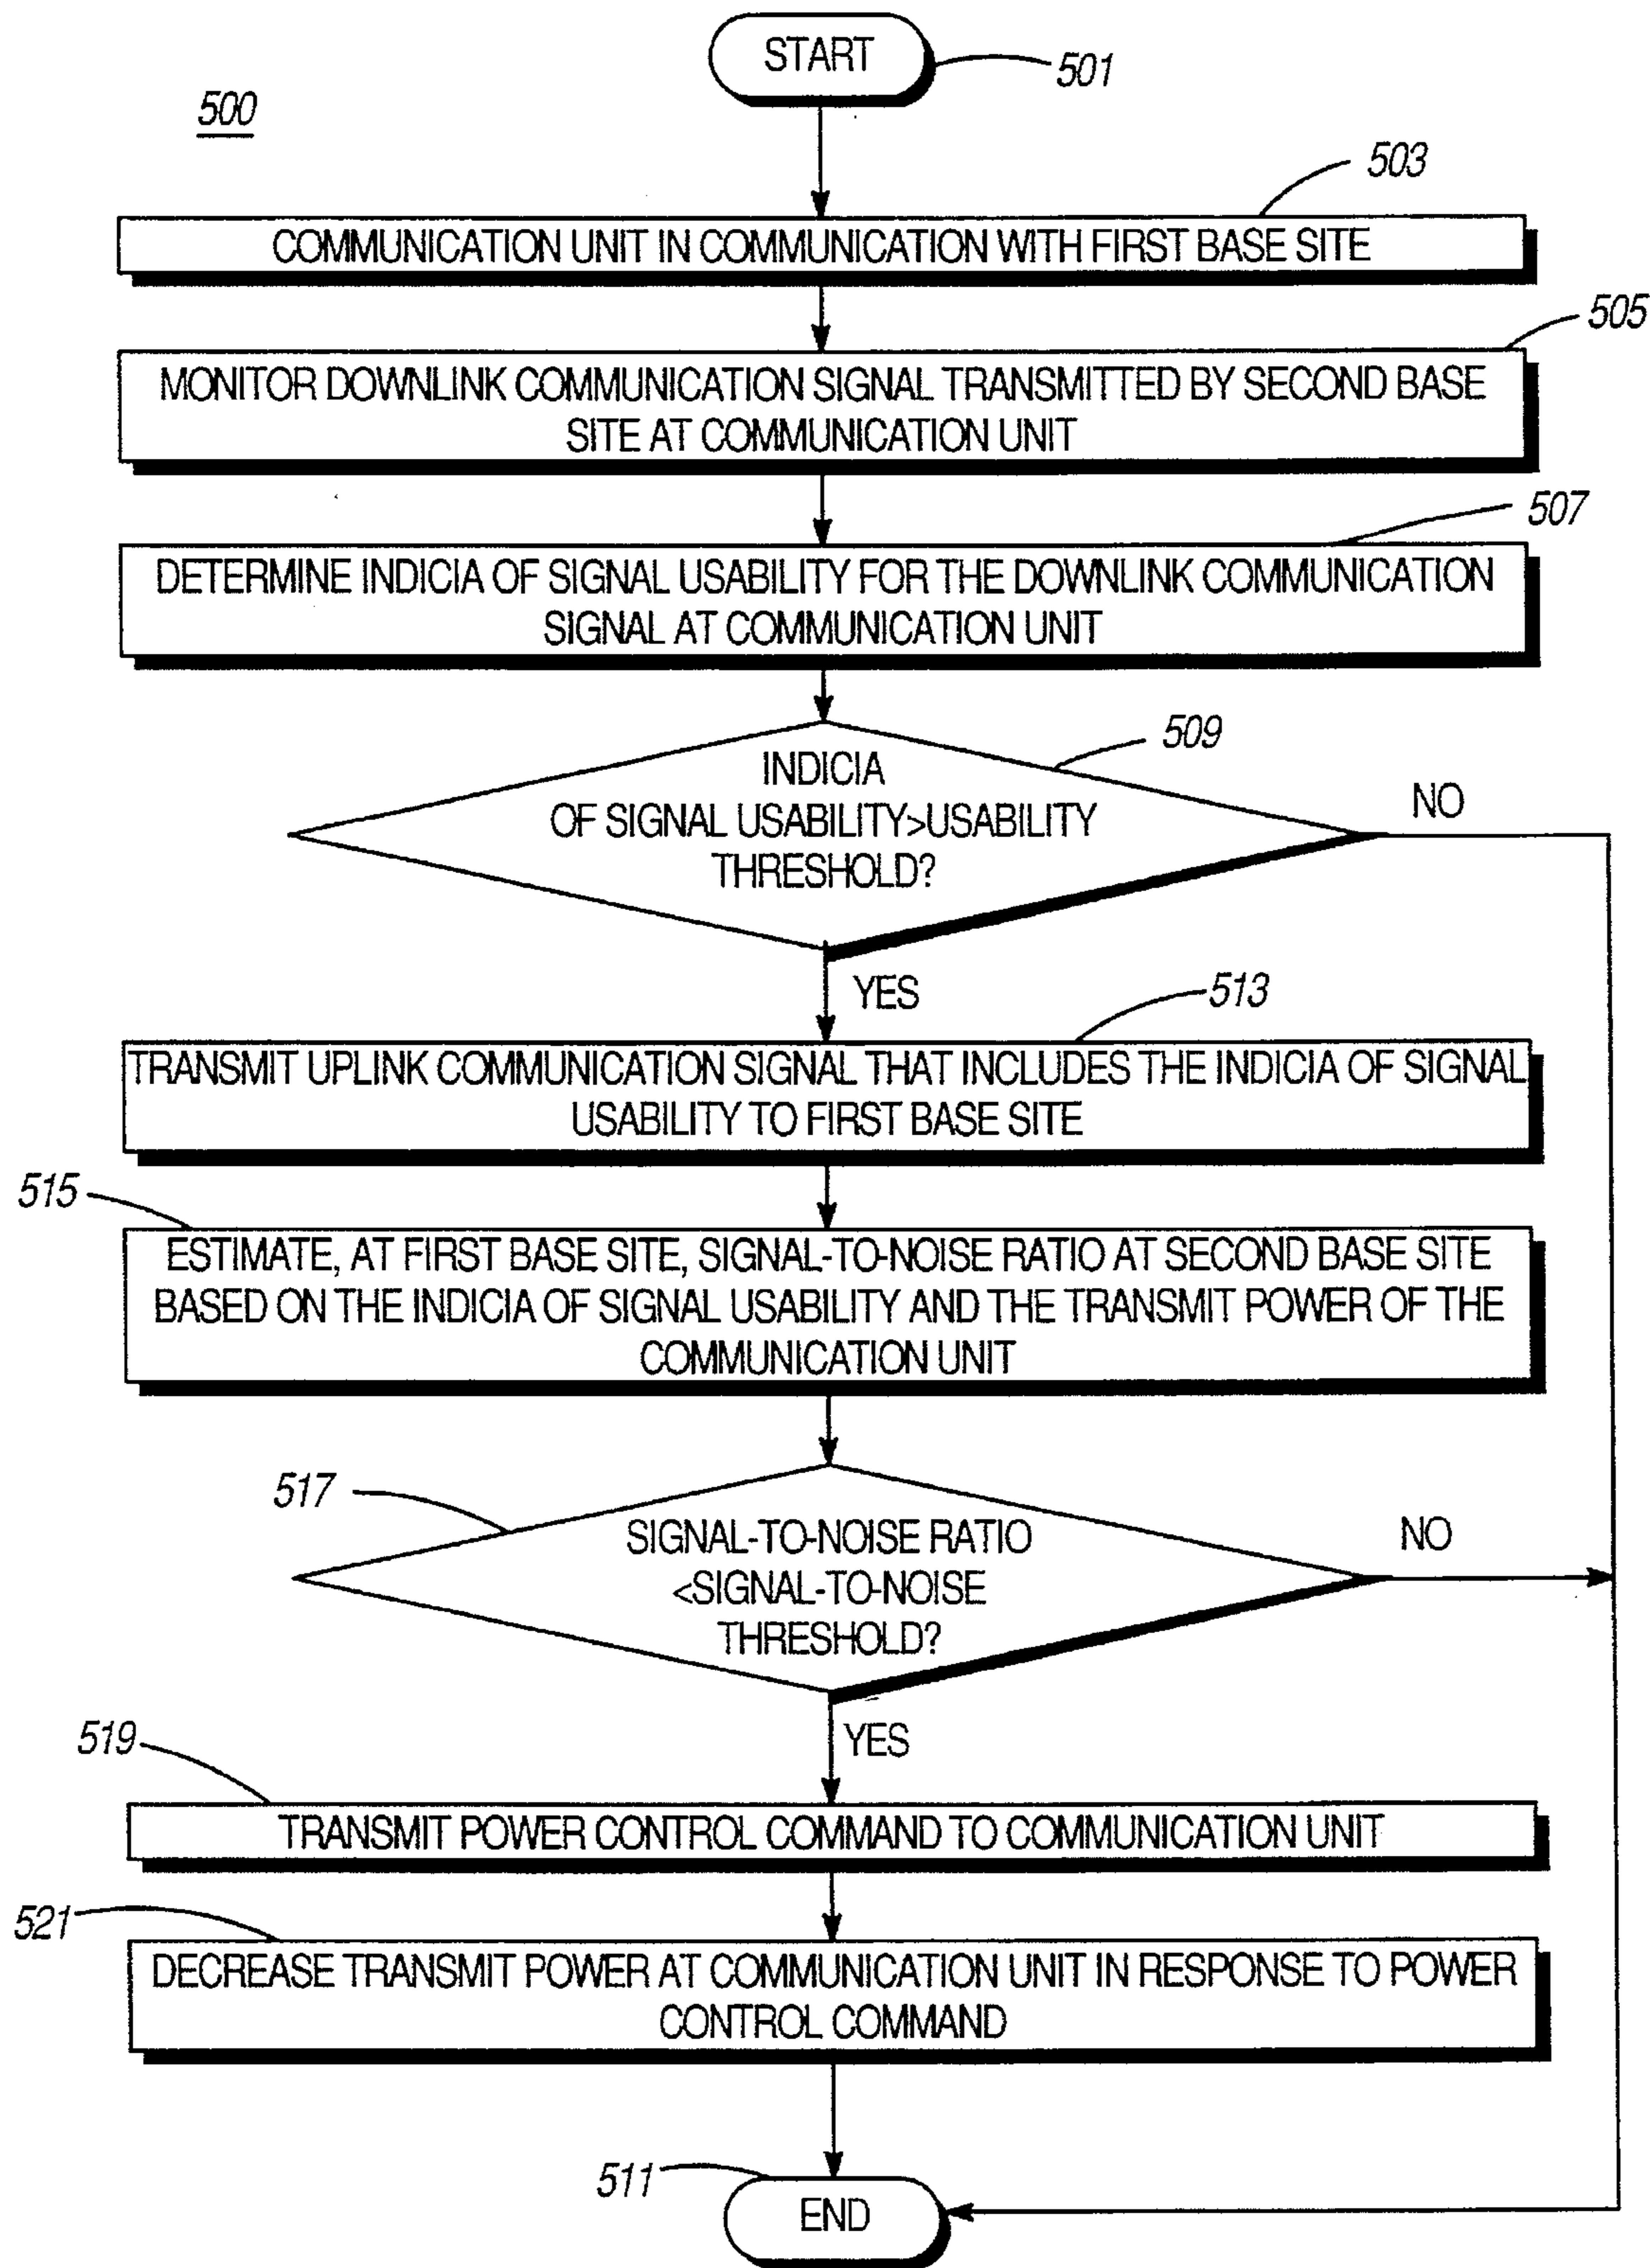 START
501
500
503
COMMUNICATION UNIT IN COMMUNICATION WITH FIRST BASE SITE
505
MONITOR DOWNLINK COMMUNICATION SIGNAL TRANSMITTED BY SECOND BASE
SITE AT COMMUNICATION UNIT
507
DETERMINE INDICIA OF SIGNAL USABILITY FOR THE DOWNLINK COMMUNICATION
SIGNAL AT COMMUNICATION UNIT
509
INDICIA
OF SIGNAL USABILITY>USABILITY
THRESHOLD?
NO
YES
513
TRANSMIT UPLINK COMMUNICATION SIGNAL THAT INCLUDES THE INDICIA OF SIGNAL
USABILITY TO FIRST BASE SITE
515
ESTIMATE, AT FIRST BASE SITE, SIGNAL-TO-NOISE RATIO AT SECOND BASE SITE
BASED ON THE INDICIA OF SIGNAL USABILITY AND THE TRANSMIT POWER OF THE
COMMUNICATION UNIT
517
SIGNAL-TO-NOISE RATIO
<SIGNAL-TO-NOISE
THRESHOLD?
NO
YES
519
TRANSMIT POWER CONTROL COMMAND TO COMMUNICATION UNIT
521
DECREASE TRANSMIT POWER AT COMMUNICATION UNIT IN RESPONSE TO POWER
CONTROL COMMAND
511
END